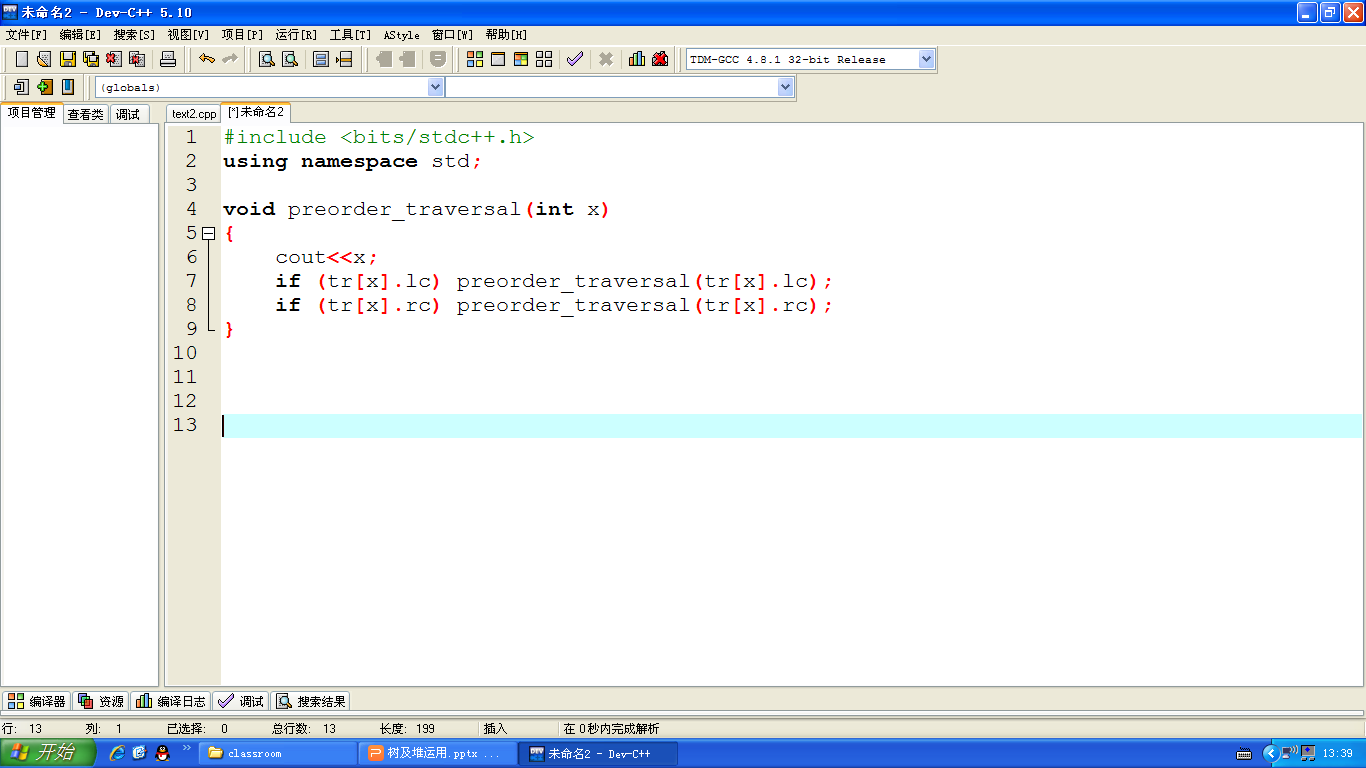 未命名2 - Dev-C++ 5.10
文件[F] 编辑[E] 搜索[S] 视图[V] 项目[P] 运行[R] 工具[T] AStyle 窗口[W] 帮助[H]
TDM-GCC 4.8.1 32-bit Release
(globals)
项目管理 查看类 调试 text2.cpp [*]未命名2
1 #include <bits/stdc++.h>
2 using namespace std;
3
4 void preorder_traversal(int x)
5 {
6 cout<<x;
7 if (tr[x].lc) preorder_traversal(tr[x].lc);
8 if (tr[x].rc) preorder_traversal(tr[x].rc);
9 }
10
11
12
13
编译器 资源 编译日志 调试 搜索结果
行: 13 列: 1 已选择: 0 总行数: 13 长度: 199 插入 在 0 秒内完成解析
开始 classroom 树及堆运用.pptx ... 未命名2 - Dev-C++ 13:39